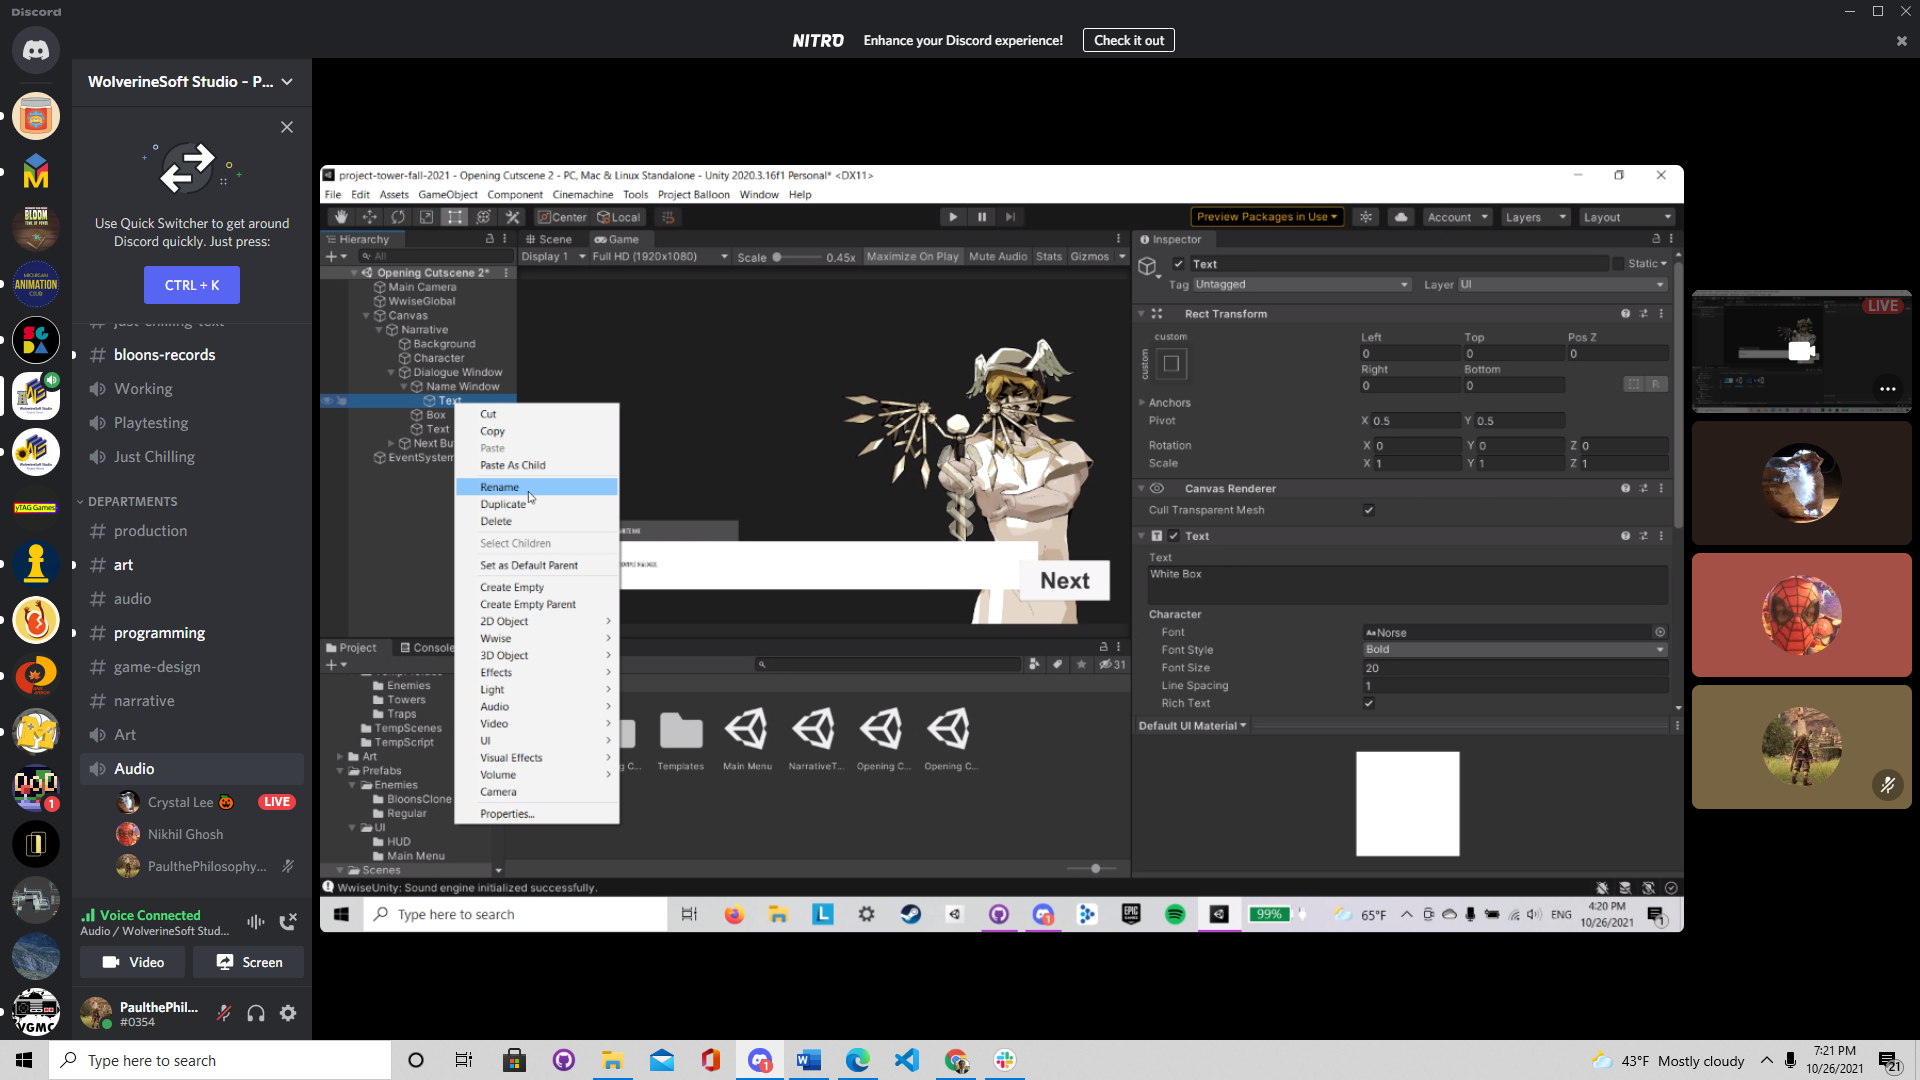 Discord
NITRO Enhance your Discord experience! Check it out
WolverineSoft Studio - P...
Use Quick Switcher to get around
Discord quickly. Just press:
CTRL + K
just-chilling-text
bloons-records
Working
Playtesting
Just Chilling
DEPARTMENTS
production
art
audio
programming
game-design
narrative
Art
Audio
Crystal Lee LIVE
Nikhil Ghosh
PaulthePhilosophy...
Voice Connected
Audio / WolverineSoft Stud...
Video Screen
PaulthePhil...
#0354
MICHIGAN
ANIMATION
CLUB
BLOOM
yTAG Games
VGMC
1
project-tower-fall-2021 - Opening Cutscene 2 - PC, Mac & Linux Standalone - Unity 2020.3.16f1 Personal* <DX11>
File Edit Assets GameObject Component Cinemachine Tools Project Balloon Window Help
Center Local
Preview Packages in Use Account Layers Layout
Hierarchy Scene Game
All
Display 1 Full HD (1920x1080) Scale 0.45x Maximize On Play Mute Audio Stats Gizmos
Opening Cutscene 2*
Main Camera
WwiseGlobal
Canvas
Narrative
Background
Character
Dialogue Window
Name Window
Text
Box
Text
Next Bu
EventSystem
Cut
Copy
Paste
Paste As Child
Rename
Duplicate
Delete
Select Children
Set as Default Parent
Create Empty
Create Empty Parent
2D Object
Wwise
3D Object
Effects
Light
Audio
Video
UI
Visual Effects
Volume
Camera
Properties...
Next
Inspector
Text Static
Tag Untagged Layer UI
Rect Transform
custom Left Top Pos Z
custom 0 0 0
Right Bottom
0 0 R
Anchors
Pivot X 0.5 Y 0.5
Rotation X 0 Y 0 Z 0
Scale X 1 Y 1 Z 1
Canvas Renderer
Cull Transparent Mesh
Text
Text
White Box
Character
Font Norse
Font Style Bold
Font Size 20
Line Spacing 1
Rich Text
Default UI Material
Project Console
31
Enemies
Towers
Traps
TempScenes
TempScript
Art
Prefabs
Enemies
BloonsClone
Regular
UI
HUD
Main Menu
Scenes
Templates Main Menu NarrativeT... Opening C... Opening C...
WwiseUnity: Sound engine initialized successfully.
Type here to search
99% 65°F ENG 4:20 PM
10/26/2021
LIVE
Type here to search
43°F Mostly cloudy 7:21 PM
10/26/2021
21